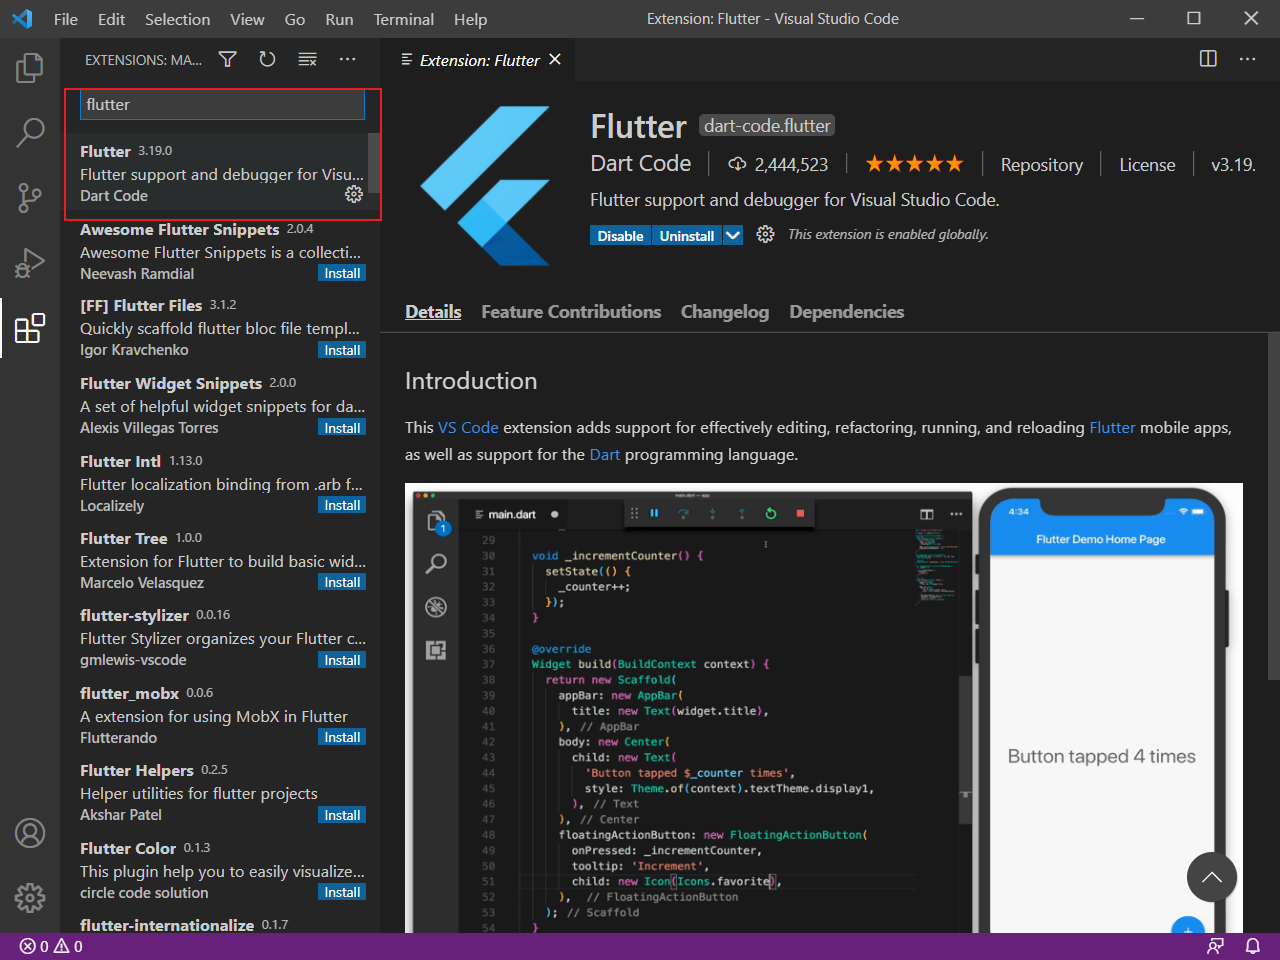 File Edit Selection View Go Run Terminal Help Extension: Flutter - Visual Studio Code
EXTENSIONS: MA...
flutter
Flutter 3.19.0
Flutter support and debugger for Visu...
Dart Code
Awesome Flutter Snippets 2.0.4
Awesome Flutter Snippets is a collecti...
Neevash Ramdial Install
[FF] Flutter Files 3.1.2
Quickly scaffold flutter bloc file templ...
Igor Kravchenko Install
Flutter Widget Snippets 2.0.0
A set of helpful widget snippets for da...
Alexis Villegas Torres Install
Flutter Intl 1.13.0
Flutter localization binding from .arb f...
Localizely Install
Flutter Tree 1.0.0
Extension for Flutter to build basic wid...
Marcelo Velasquez Install
flutter-stylizer 0.0.16
Flutter Stylizer organizes your Flutter c...
gmlewis-vscode Install
flutter_mobx 0.0.6
A extension for using MobX in Flutter
Flutterando Install
Flutter Helpers 0.2.5
Helper utilities for flutter projects
Akshar Patel Install
Flutter Color 0.1.3
This plugin help you to easily visualize...
circle code solution Install
flutter-internationalize 0.1.7
Extension: Flutter
Flutter dart-code.flutter
Dart Code 2,444,523 ★★★★★ Repository License v3.19.
Flutter support and debugger for Visual Studio Code.
Disable Uninstall This extension is enabled globally.
Details Feature Contributions Changelog Dependencies
Introduction
This VS Code extension adds support for effectively editing, refactoring, running, and reloading Flutter mobile apps,
as well as support for the Dart programming language.
main.dart — app
1
main.dart
29
30 void _incrementCounter() {
31 setState(() {
32 _counter++;
33 });
34 }
35
36 @override
37 Widget build(BuildContext context) {
38 return new Scaffold(
39 appBar: new AppBar(
40 title: new Text(widget.title),
41 ), // AppBar
42 body: new Center(
43 child: new Text(
44 'Button tapped $_counter times',
45 style: Theme.of(context).textTheme.display1,
46 ), // Text
47 ), // Center
48 floatingActionButton: new FloatingActionButton(
49 onPressed: _incrementCounter,
50 tooltip: 'Increment',
51 child: new Icon(Icons.favorite),
52 ), // FloatingActionButton
53 ); // Scaffold
54 }
4:34
Flutter Demo Home Page
Button tapped 4 times
0 0